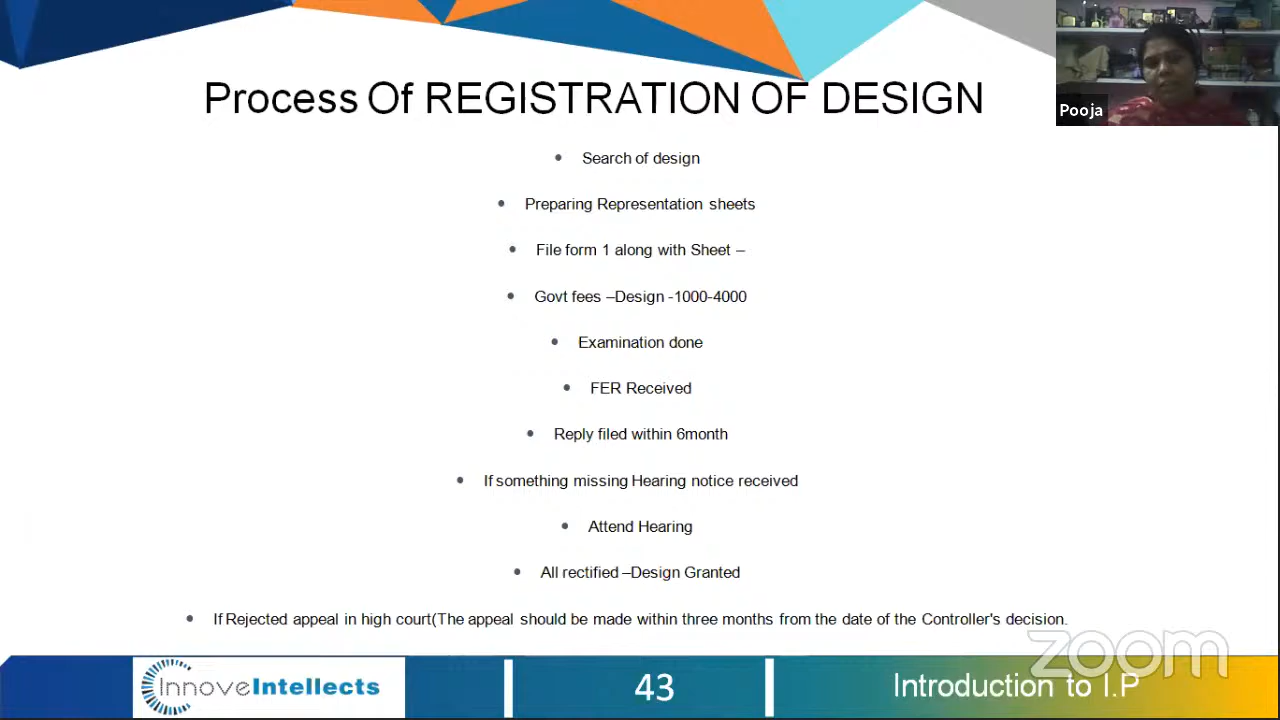 Process Of REGISTRATION OF DESIGN
Pooja
• Search of design
• Preparing Representation sheets
• File form 1 along with Sheet –
• Govt fees –Design -1000-4000
• Examination done
• FER Received
• Reply filed within 6month
• If something missing Hearing notice received
• Attend Hearing
• All rectified –Design Granted
• If Rejected appeal in high court(The appeal should be made within three months from the date of the Controller's decision.
zoom
InnoveIntellects
43
Introduction to I.P